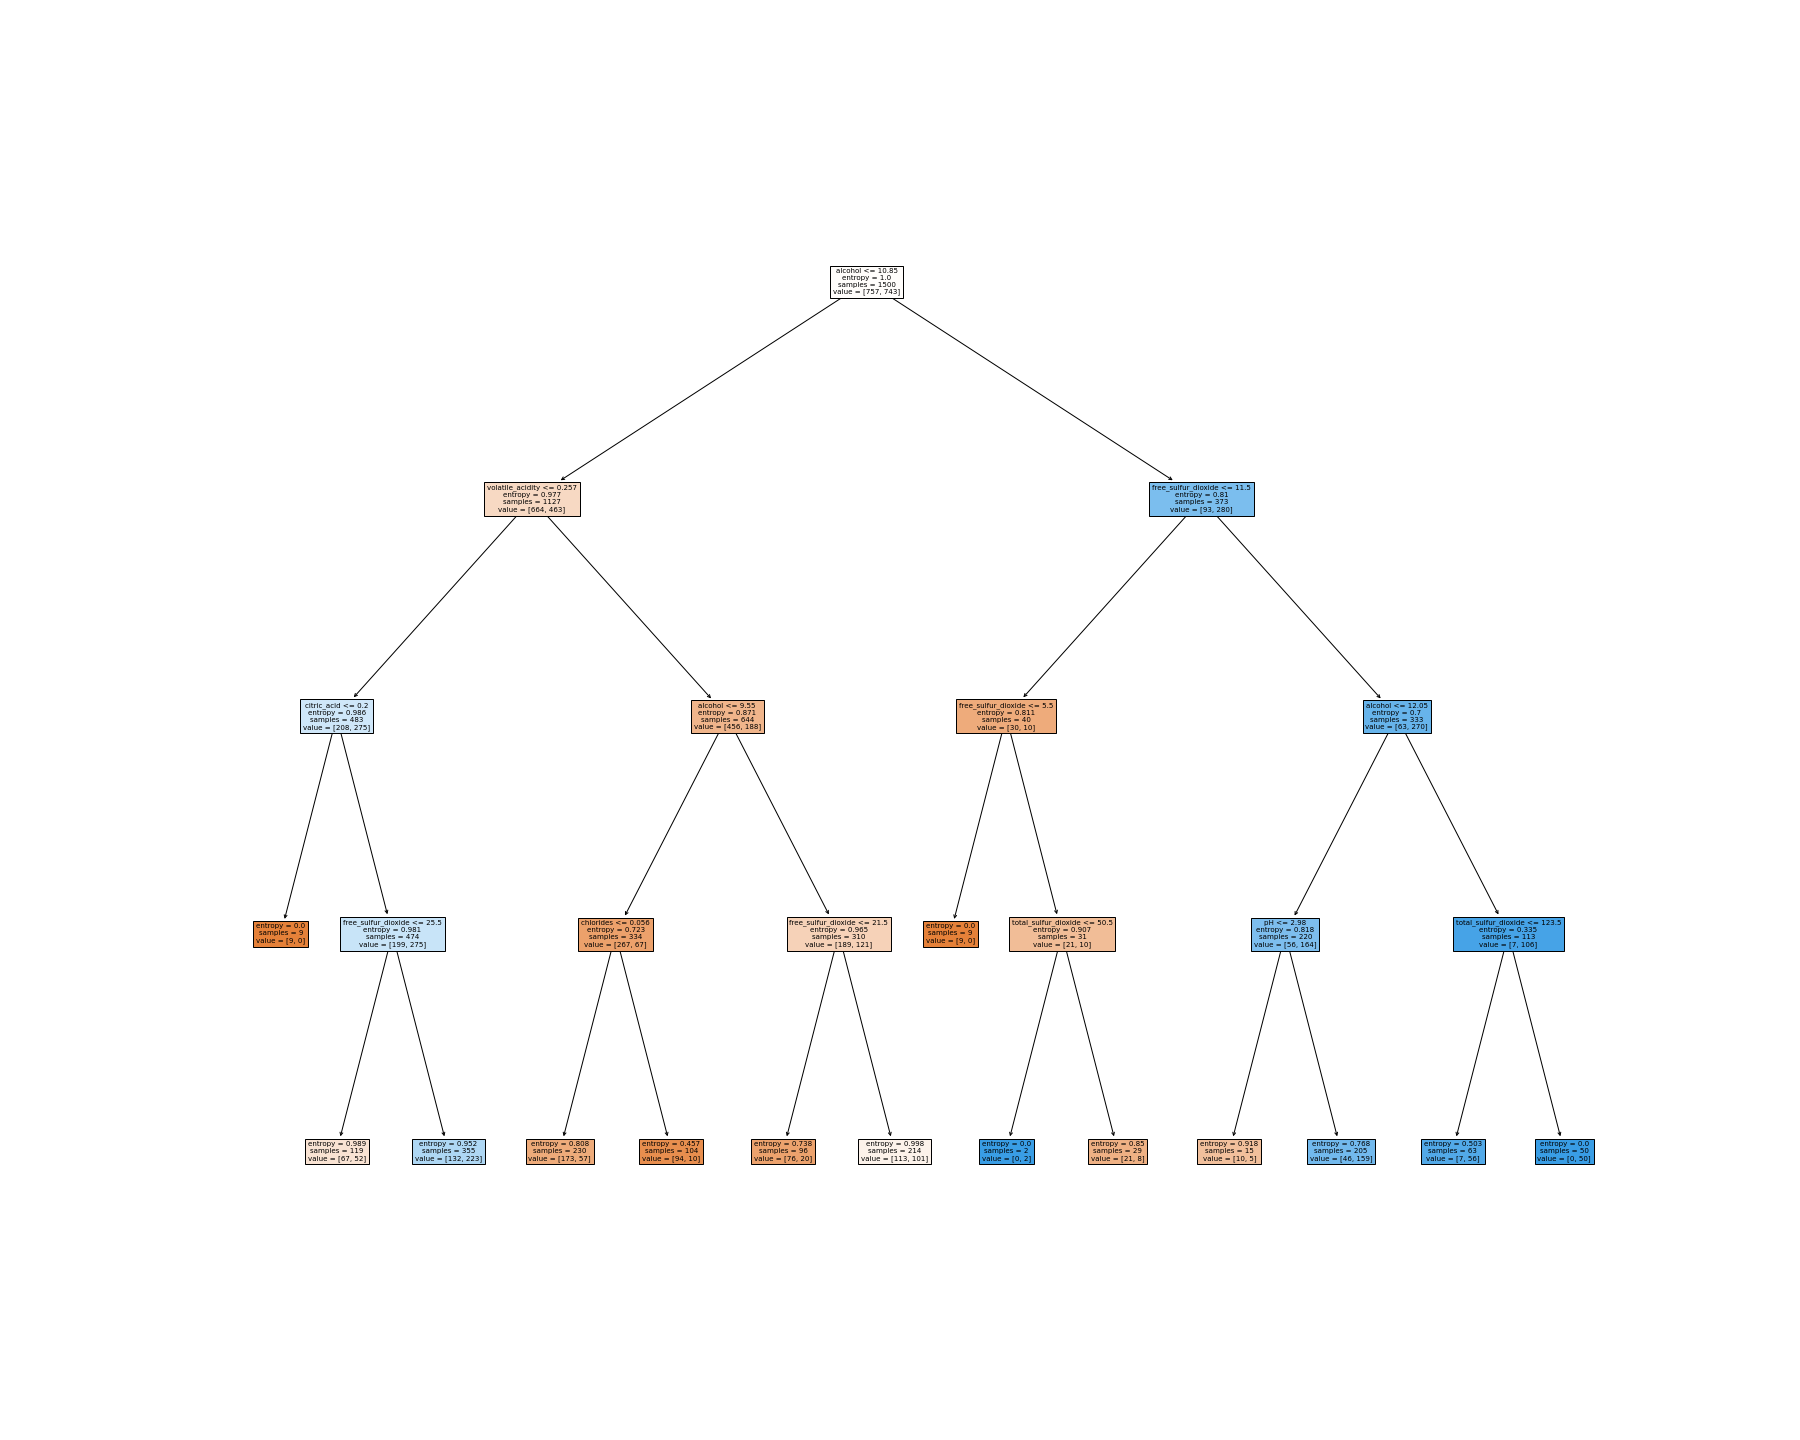 alcohol <= 10.85
entropy = 1.0
samples = 1500
value = [757, 743]
volatile_acidity <= 0.257
entropy = 0.977
samples = 1127
value = [664, 463]
free_sulfur_dioxide <= 11.5
entropy = 0.81
samples = 373
value = [93, 280]
citric_acid <= 0.2
entropy = 0.986
samples = 483
value = [208, 275]
alcohol <= 9.55
entropy = 0.871
samples = 644
value = [456, 188]
free_sulfur_dioxide <= 5.5
entropy = 0.811
samples = 40
value = [30, 10]
alcohol <= 12.05
entropy = 0.7
samples = 333
value = [63, 270]
entropy = 0.0
samples = 9
value = [9, 0]
free_sulfur_dioxide <= 25.5
entropy = 0.981
samples = 474
value = [199, 275]
chlorides <= 0.056
entropy = 0.723
samples = 334
value = [267, 67]
free_sulfur_dioxide <= 21.5
entropy = 0.965
samples = 310
value = [189, 121]
entropy = 0.0
samples = 9
value = [9, 0]
total_sulfur_dioxide <= 50.5
entropy = 0.907
samples = 31
value = [21, 10]
pH <= 2.98
entropy = 0.818
samples = 220
value = [56, 164]
total_sulfur_dioxide <= 123.5
entropy = 0.335
samples = 113
value = [7, 106]
entropy = 0.989
samples = 119
value = [67, 52]
entropy = 0.952
samples = 355
value = [132, 223]
entropy = 0.808
samples = 230
value = [173, 57]
entropy = 0.457
samples = 104
value = [94, 10]
entropy = 0.738
samples = 96
value = [76, 20]
entropy = 0.998
samples = 214
value = [113, 101]
entropy = 0.0
samples = 2
value = [0, 2]
entropy = 0.85
samples = 29
value = [21, 8]
entropy = 0.918
samples = 15
value = [10, 5]
entropy = 0.768
samples = 205
value = [46, 159]
entropy = 0.503
samples = 63
value = [7, 56]
entropy = 0.0
samples = 50
value = [0, 50]